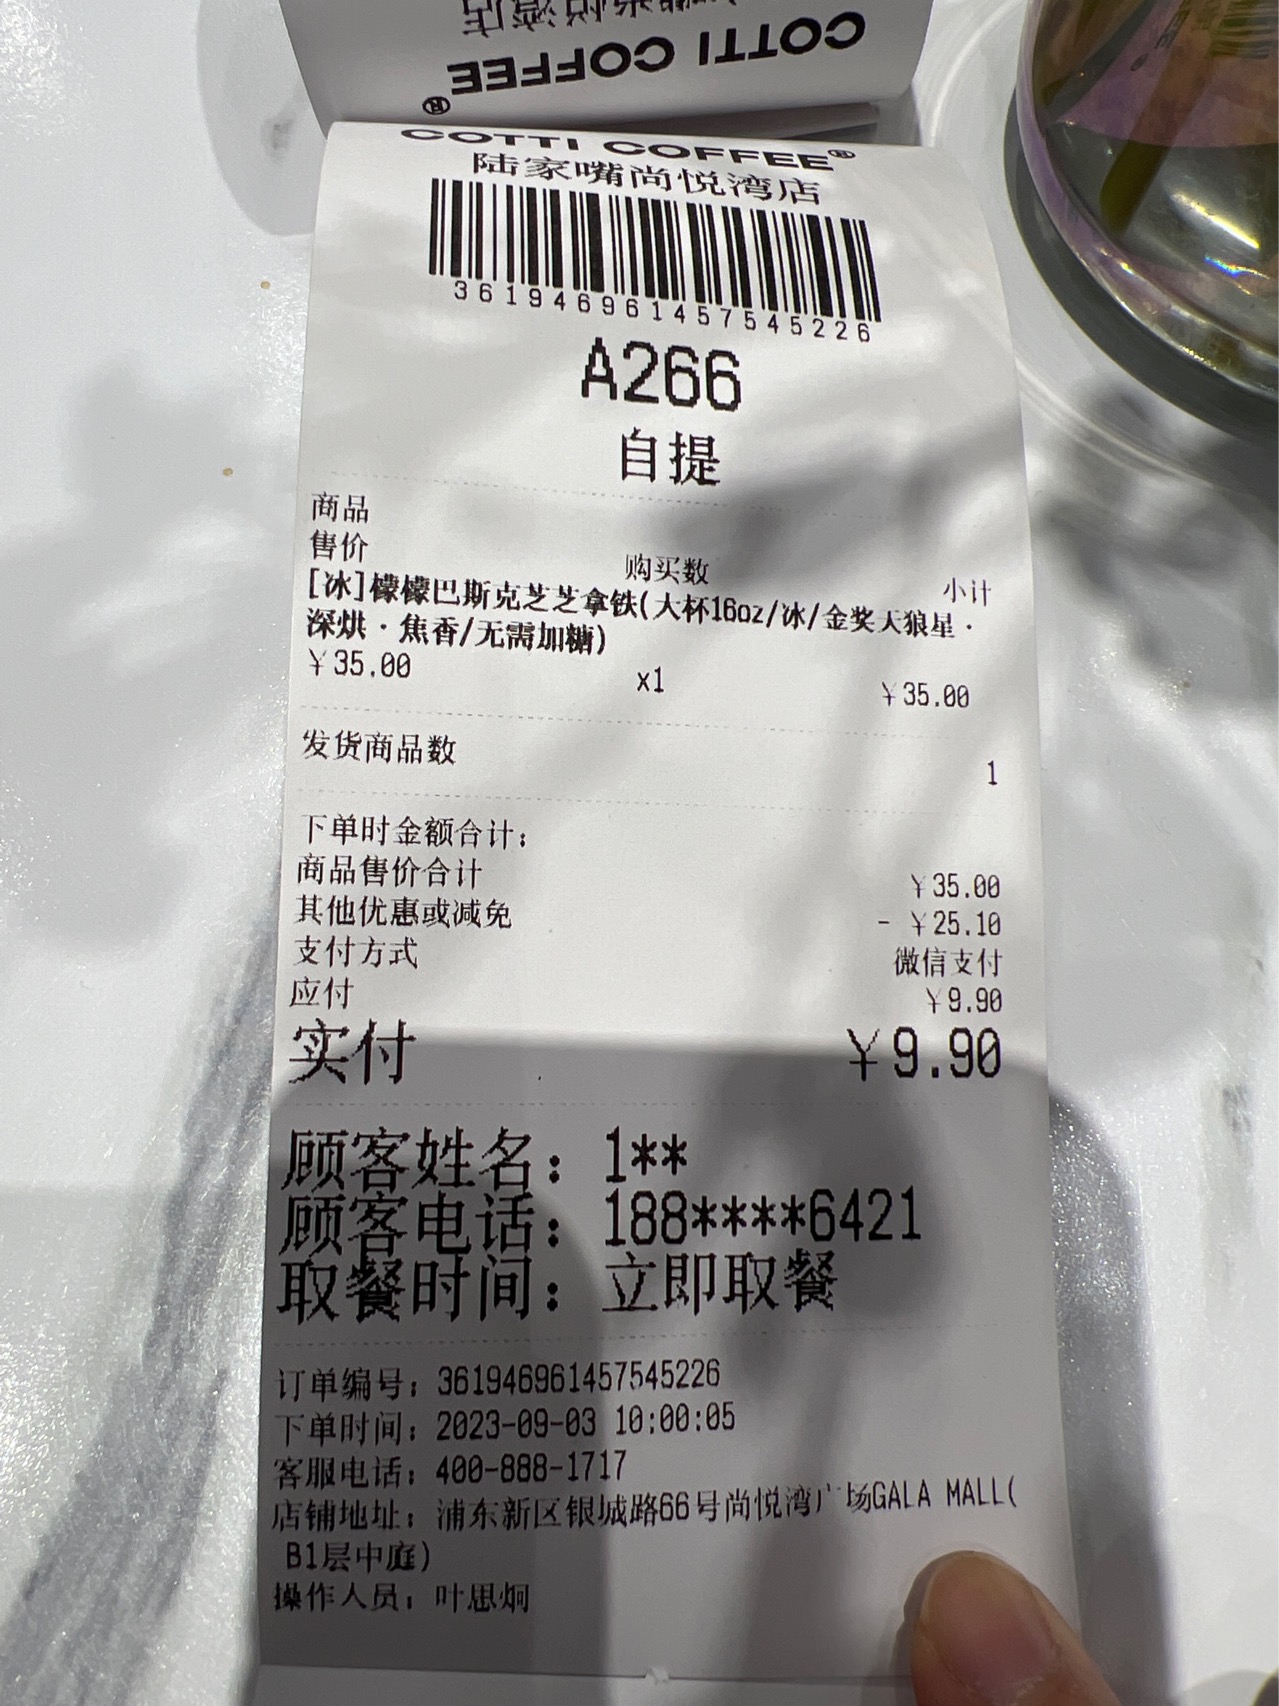 COTTI COFFEE®
COTTI COFFEE®
陆家嘴尚悦湾店
361946961457545226
A266
自提
商品
售价 购买数 小计
[冰]檬檬巴斯克芝芝拿铁(大杯16oz/冰/金奖天狼星·
深烘·焦香/无需加糖)
￥35.00 x1 ￥35.00
发货商品数 1
下单时金额合计:
商品售价合计 ￥35.00
其他优惠或减免 - ￥25.10
支付方式 微信支付
应付 ￥9.90
实付 ￥9.90
顾客姓名: 1**
顾客电话: 188****6421
取餐时间: 立即取餐
订单编号: 361946961457545226
下单时间: 2023-09-03 10:00:05
客服电话: 400-888-1717
店铺地址: 浦东新区银城路66号尚悦湾广场GALA MALL(
B1层中庭)
操作人员: 叶思炯